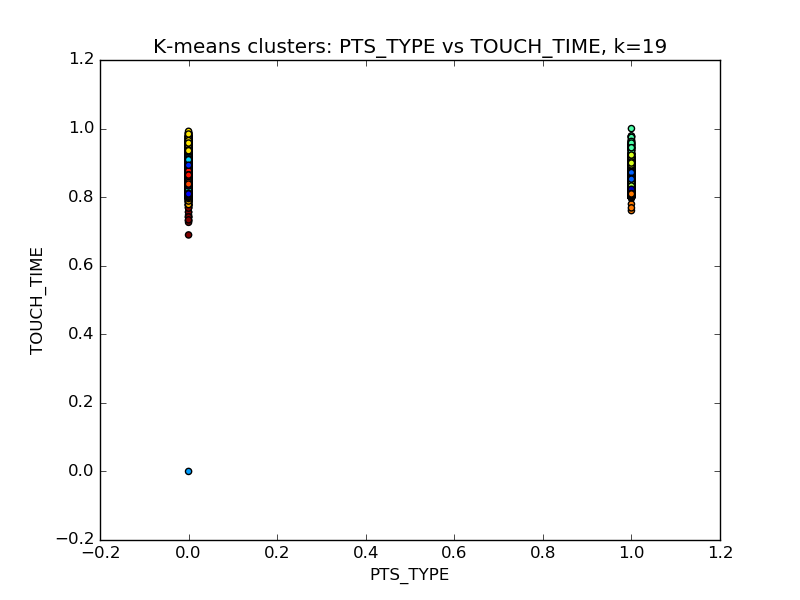 K-means clusters: PTS_TYPE vs TOUCH_TIME, k=19
1.2
1.0
0.8
0.6
0.4
0.2
0.0
−0.2
TOUCH_TIME
−0.2 0.0 0.2 0.4 0.6 0.8 1.0 1.2
PTS_TYPE